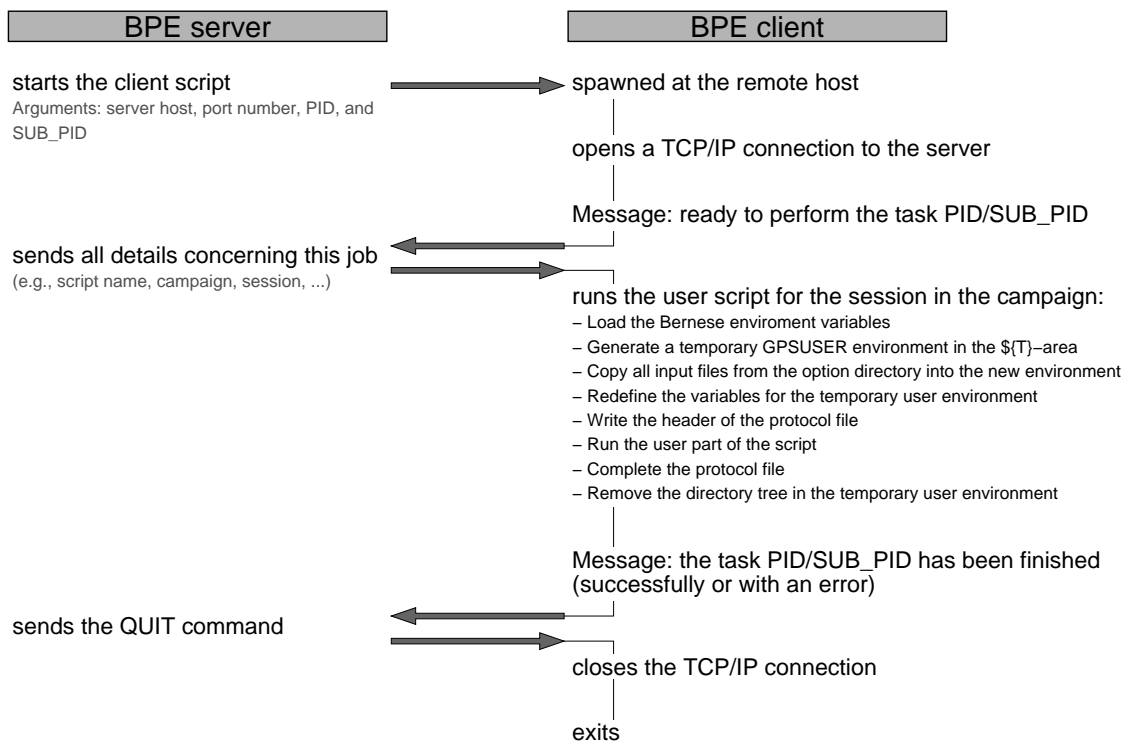 BPE server
BPE client
starts the client script
Arguments: server host, port number, PID, and
SUB_PID
spawned at the remote host
opens a TCP/IP connection to the server
Message: ready to perform the task PID/SUB_PID
sends all details concerning this job
(e.g., script name, campaign, session, ...)
runs the user script for the session in the campaign:
− Load the Bernese enviroment variables
− Generate a temporary GPSUSER environment in the ${T}−area
− Copy all input files from the option directory into the new environment
− Redefine the variables for the temporary user environment
− Write the header of the protocol file
− Run the user part of the script
− Complete the protocol file
− Remove the directory tree in the temporary user environment
Message: the task PID/SUB_PID has been finished
(successfully or with an error)
sends the QUIT command
closes the TCP/IP connection
exits